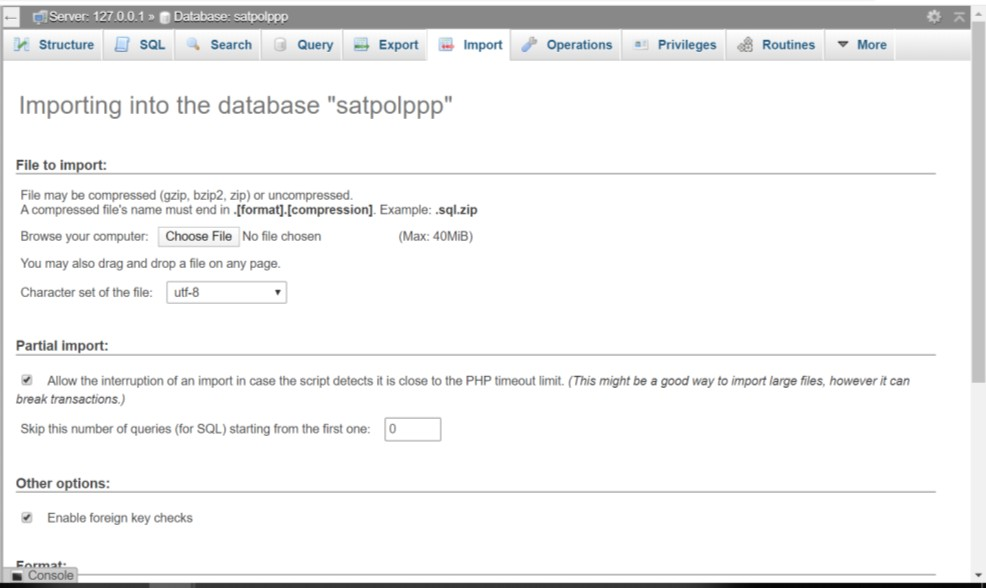 Server: 127.0.0.1 » Database: satpolppp
Structure SQL Search Query Export Import Operations Privileges Routines More
Importing into the database "satpolppp"
File to import:
File may be compressed (gzip, bzip2, zip) or uncompressed.
A compressed file's name must end in .[format].[compression]. Example: .sql.zip
Browse your computer: Choose File No file chosen (Max: 40MiB)
You may also drag and drop a file on any page.
Character set of the file: utf-8
Partial import:
Allow the interruption of an import in case the script detects it is close to the PHP timeout limit. (This might be a good way to import large files, however it can
break transactions.)
Skip this number of queries (for SQL) starting from the first one: 0
Other options:
Enable foreign key checks
Format:
Console